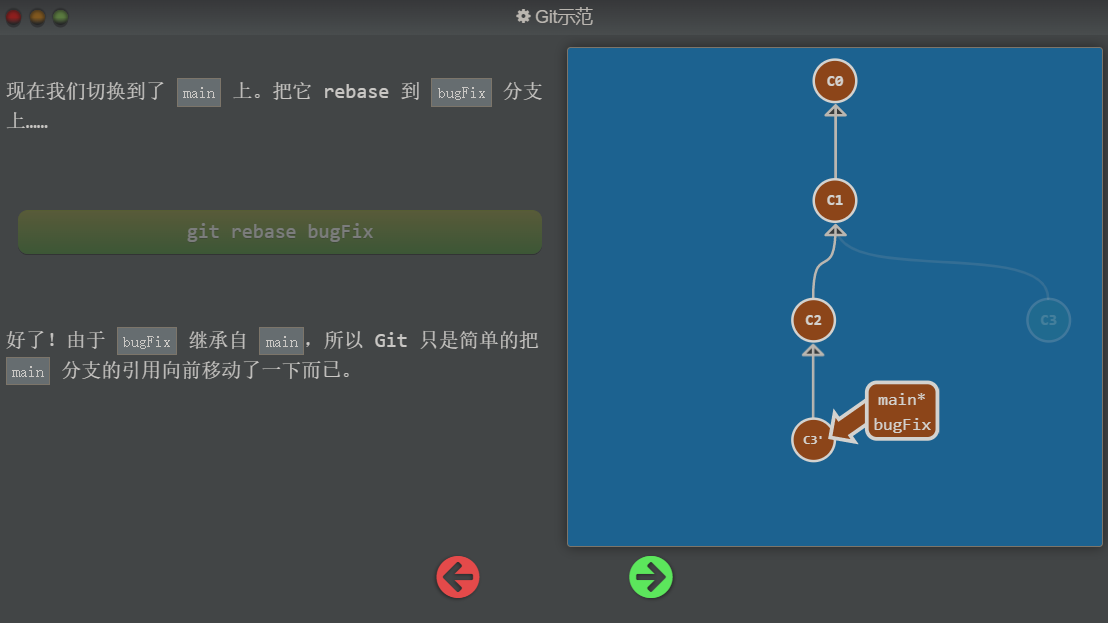 Git示范
现在我们切换到了 main 上。把它 rebase 到 bugFix 分支
上……
git rebase bugFix
好了！由于 bugFix 继承自 main，所以 Git 只是简单的把
main 分支的引用向前移动了一下而已。
C0
C1
C2
C3
main*
bugFix
C3'